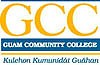 GCC
GUAM COMMUNITY COLLEGE
Kulehon Kumunidåt Guåhan